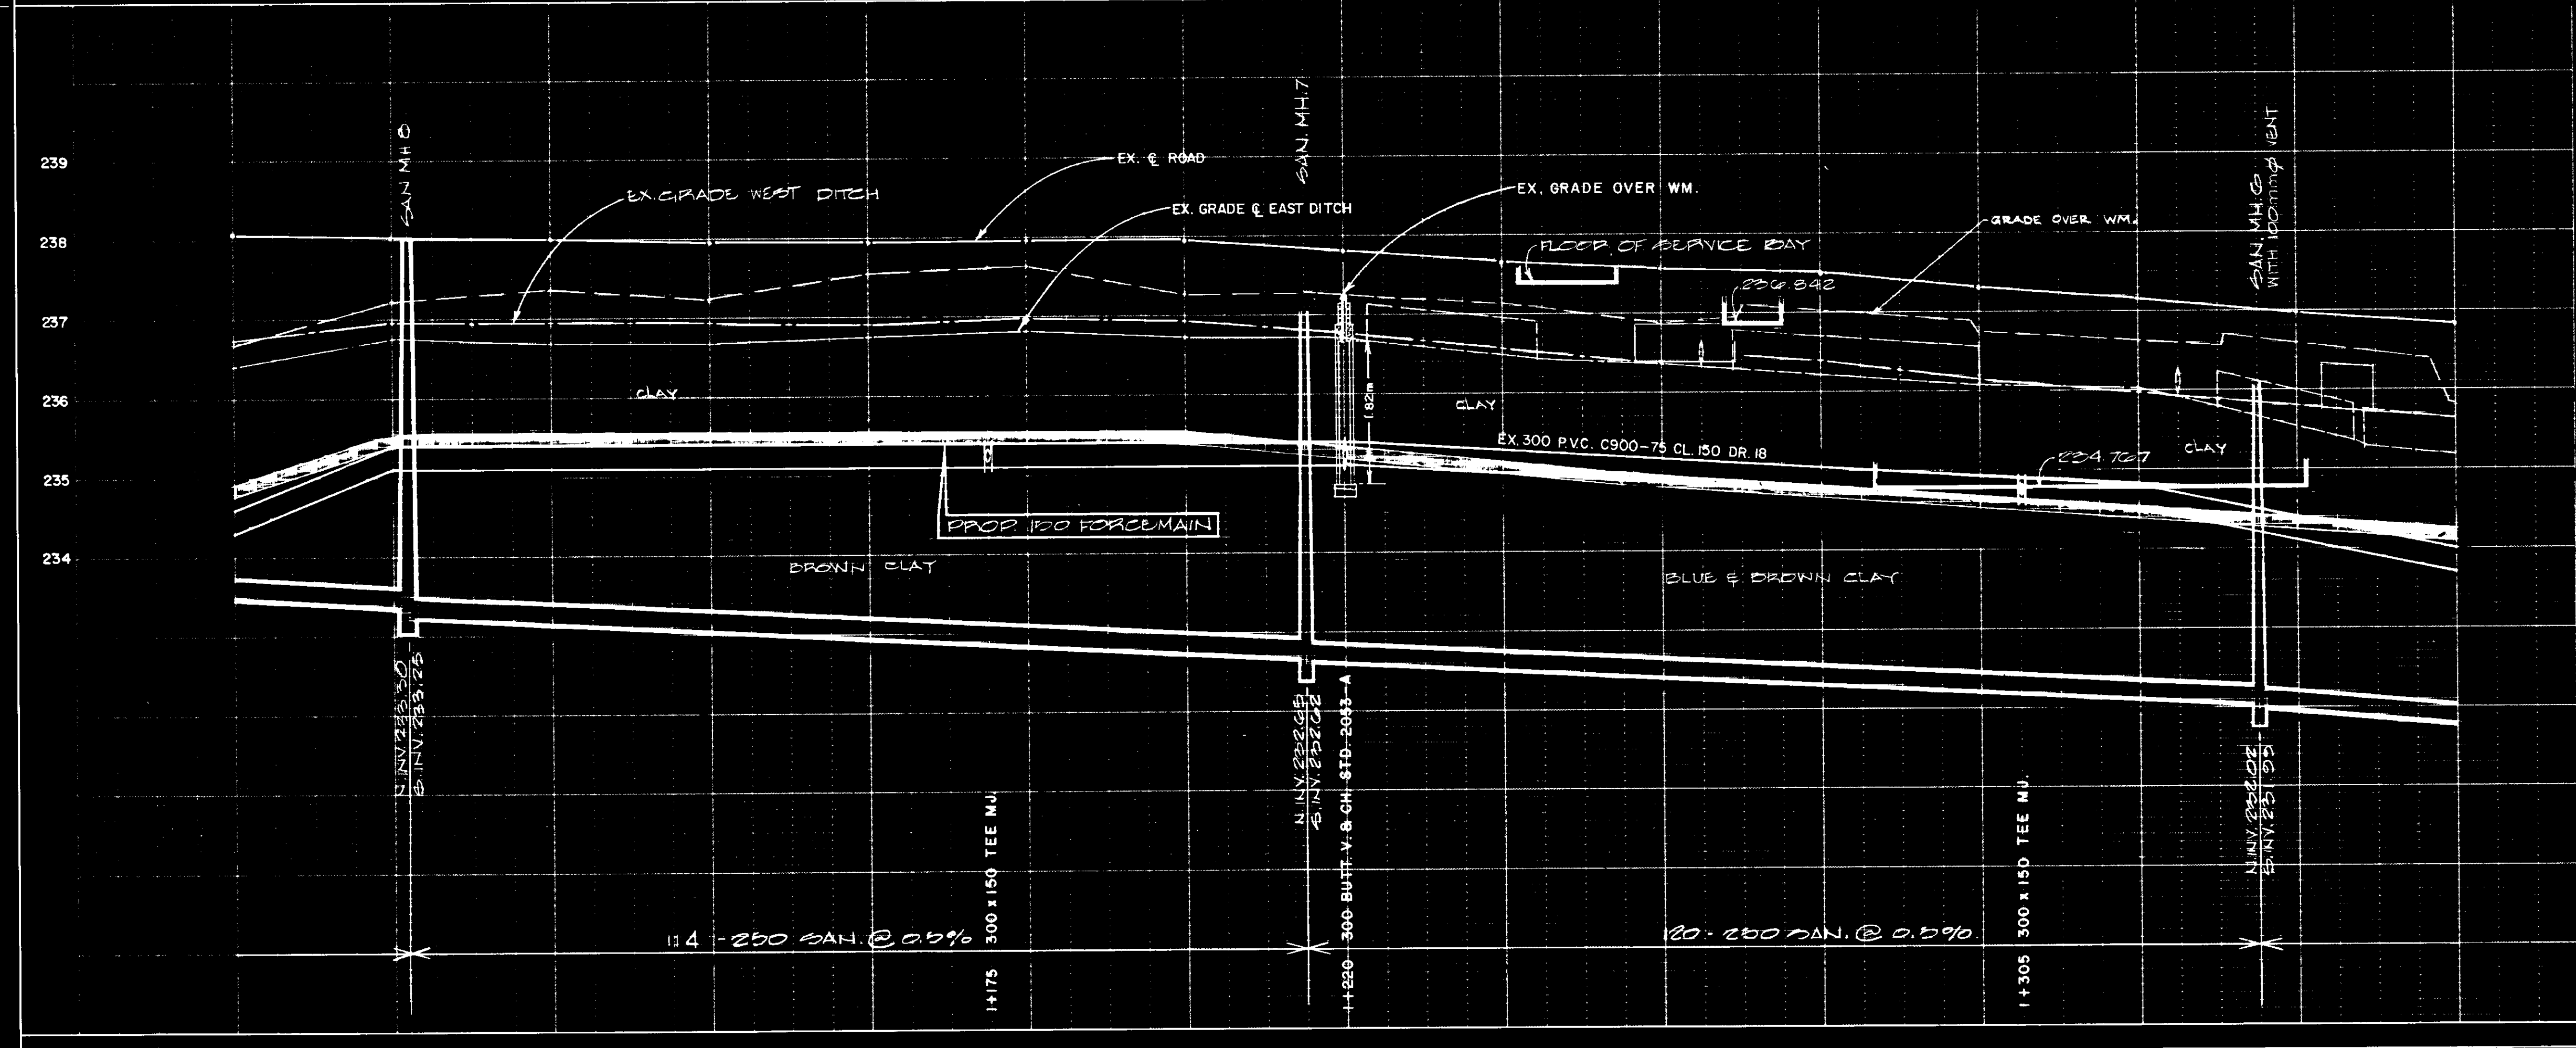 239
238
237
236
235
234
SAN MH 8
SAN. MH. 7
SAN. MH. 6
WITH 100mmφ VENT
EX. ℄ ROAD
EX. GRADE WEST DITCH
EX. GRADE ℄ EAST DITCH
EX. GRADE OVER WM.
GRADE OVER WM.
FLOOR OF SERVICE BAY
236.842
CLAY
CLAY
CLAY
1.82m
EX. 300 P.V.C. C900-75 CL. 150 DR. 18
234.767
PROP. 150 FORCEMAIN
BROWN CLAY
BLUE & BROWN CLAY
N. INV. 233.30
S. INV. 233.25
N. INV. 232.65
S. INV. 232.62
N. INV. 232.02
S. INV. 231.99
114 - 250 SAN. @ 0.5%
120 - 250 SAN. @ 0.5%
1+175 300 x 150 TEE MJ.
1+220 300 BUTT. V. & CH. STD. 2063-A
1+305 300 x 150 TEE MJ.